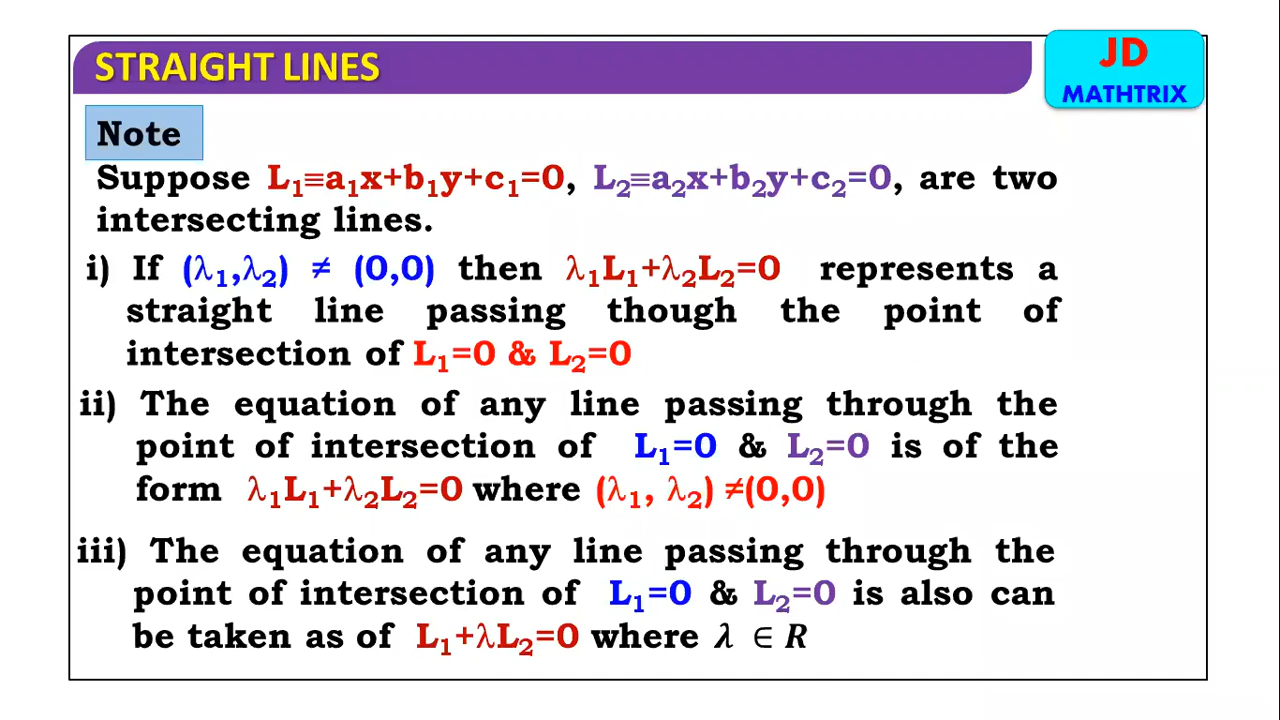 STRAIGHT LINES
JD
MATHTRIX
Note
Suppose L₁≡a₁x+b₁y+c₁=0, L₂≡a₂x+b₂y+c₂=0, are two
intersecting lines.
i) If (λ₁,λ₂) ≠ (0,0) then λ₁L₁+λ₂L₂=0 represents a
straight line passing though the point of
intersection of L₁=0 & L₂=0
ii) The equation of any line passing through the
point of intersection of L₁=0 & L₂=0 is of the
form λ₁L₁+λ₂L₂=0 where (λ₁, λ₂) ≠(0,0)
iii) The equation of any line passing through the
point of intersection of L₁=0 & L₂=0 is also can
be taken as of L₁+λL₂=0 where λ ∈ R